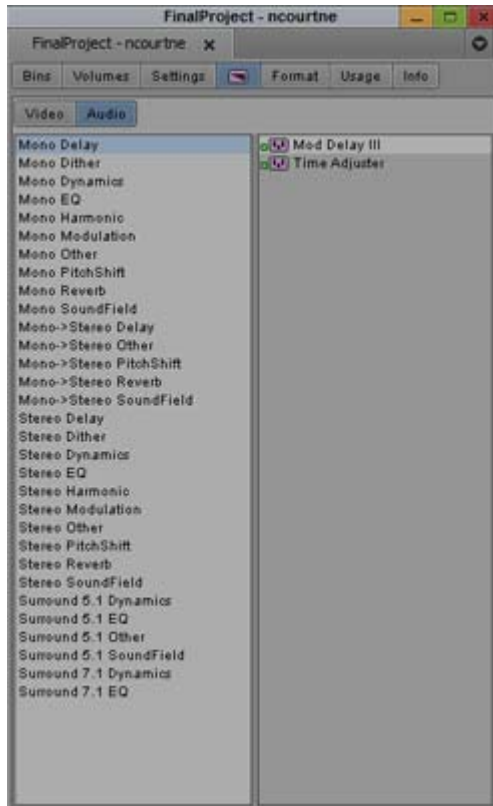 FinalProject - ncourtne
FinalProject - ncourtne x
Bins Volumes Settings Format Usage Info
Video Audio
Mono Delay
Mono Dither
Mono Dynamics
Mono EQ
Mono Harmonic
Mono Modulation
Mono Other
Mono PitchShift
Mono Reverb
Mono SoundField
Mono->Stereo Delay
Mono->Stereo Other
Mono->Stereo PitchShift
Mono->Stereo Reverb
Mono->Stereo SoundField
Stereo Delay
Stereo Dither
Stereo Dynamics
Stereo EQ
Stereo Harmonic
Stereo Modulation
Stereo Other
Stereo PitchShift
Stereo Reverb
Stereo SoundField
Surround 5.1 Dynamics
Surround 5.1 EQ
Surround 5.1 Other
Surround 5.1 SoundField
Surround 7.1 Dynamics
Surround 7.1 EQ
Mod Delay III
Time Adjuster